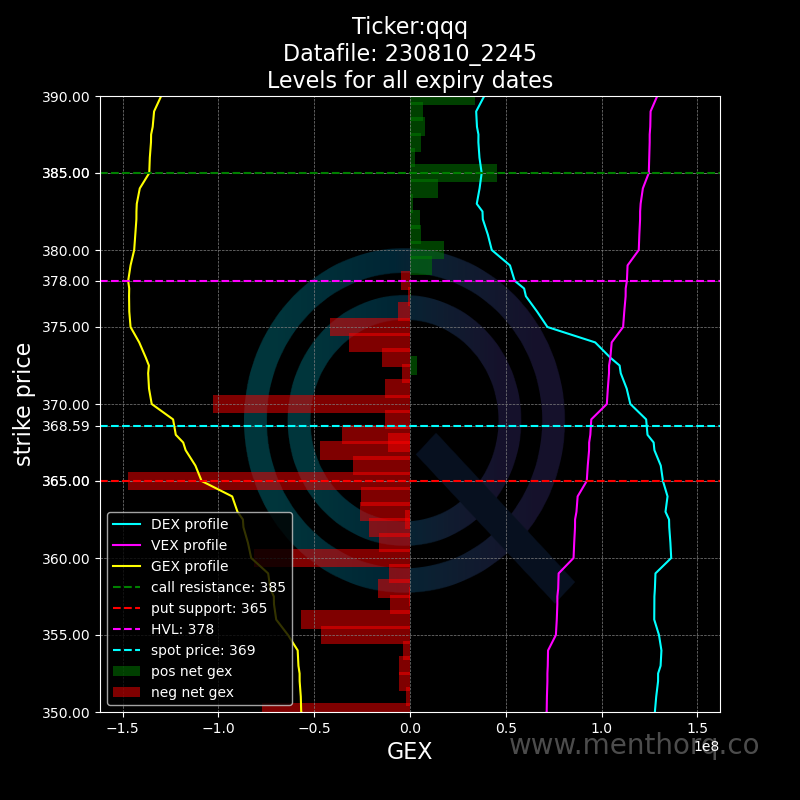 Ticker:qqq
Datafile: 230810_2245
Levels for all expiry dates
strike price
390.00
385.00
380.00
378.00
375.00
370.00
368.59
365.00
360.00
355.00
350.00
DEX profile
VEX profile
GEX profile
call resistance: 385
put support: 365
HVL: 378
spot price: 369
pos net gex
neg net gex
−1.5 −1.0 −0.5 0.0 0.5 1.0 1.5
1e8
GEX
www.menthorq.co